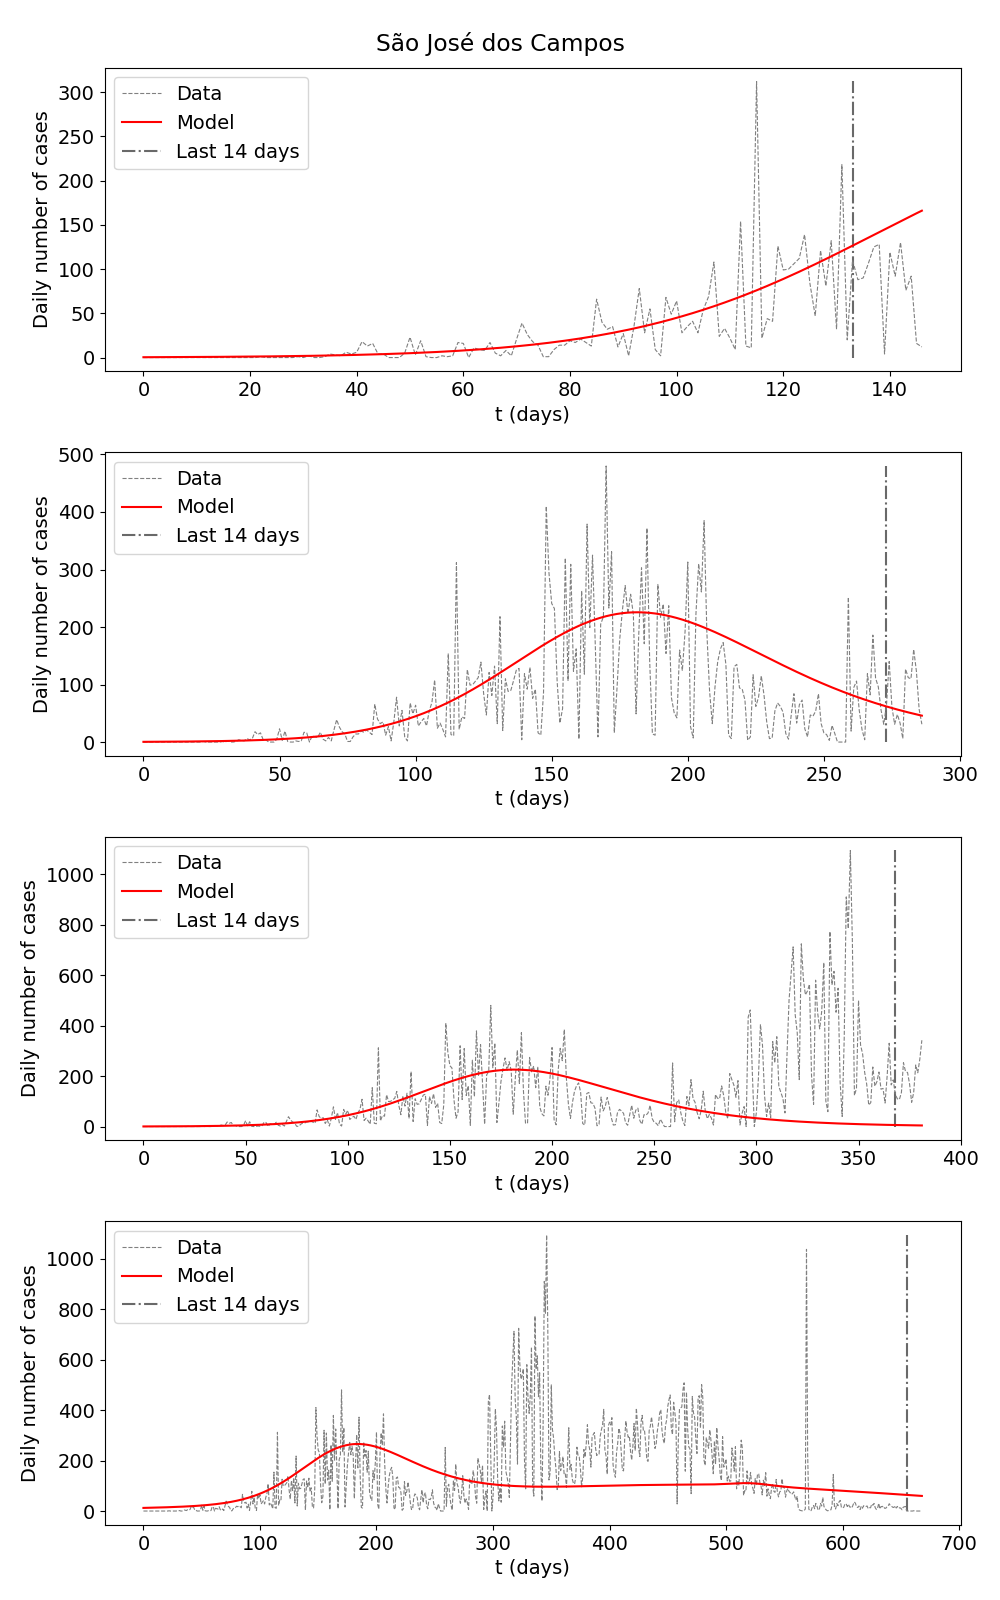 São José dos Campos
Data
Model
Last 14 days
Daily number of cases
300
250
200
150
100
50
0
0 20 40 60 80 100 120 140
t (days)
Data
Model
Last 14 days
Daily number of cases
500
400
300
200
100
0
0 50 100 150 200 250 300
t (days)
Data
Model
Last 14 days
Daily number of cases
1000
800
600
400
200
0
0 50 100 150 200 250 300 350 400
t (days)
Data
Model
Last 14 days
Daily number of cases
1000
800
600
400
200
0
0 100 200 300 400 500 600 700
t (days)